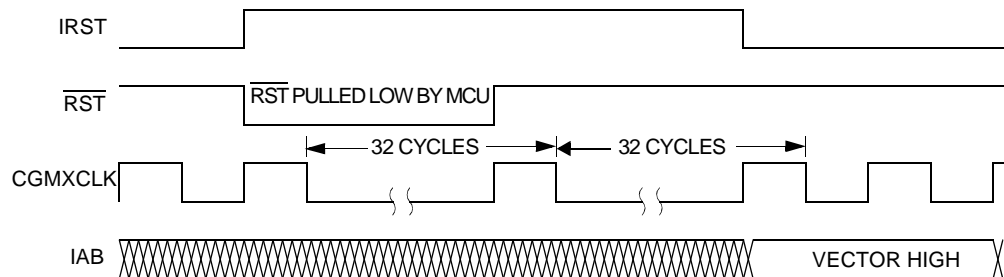 IRST
RST
RST PULLED LOW BY MCU
32 CYCLES
32 CYCLES
CGMXCLK
IAB
VECTOR HIGH